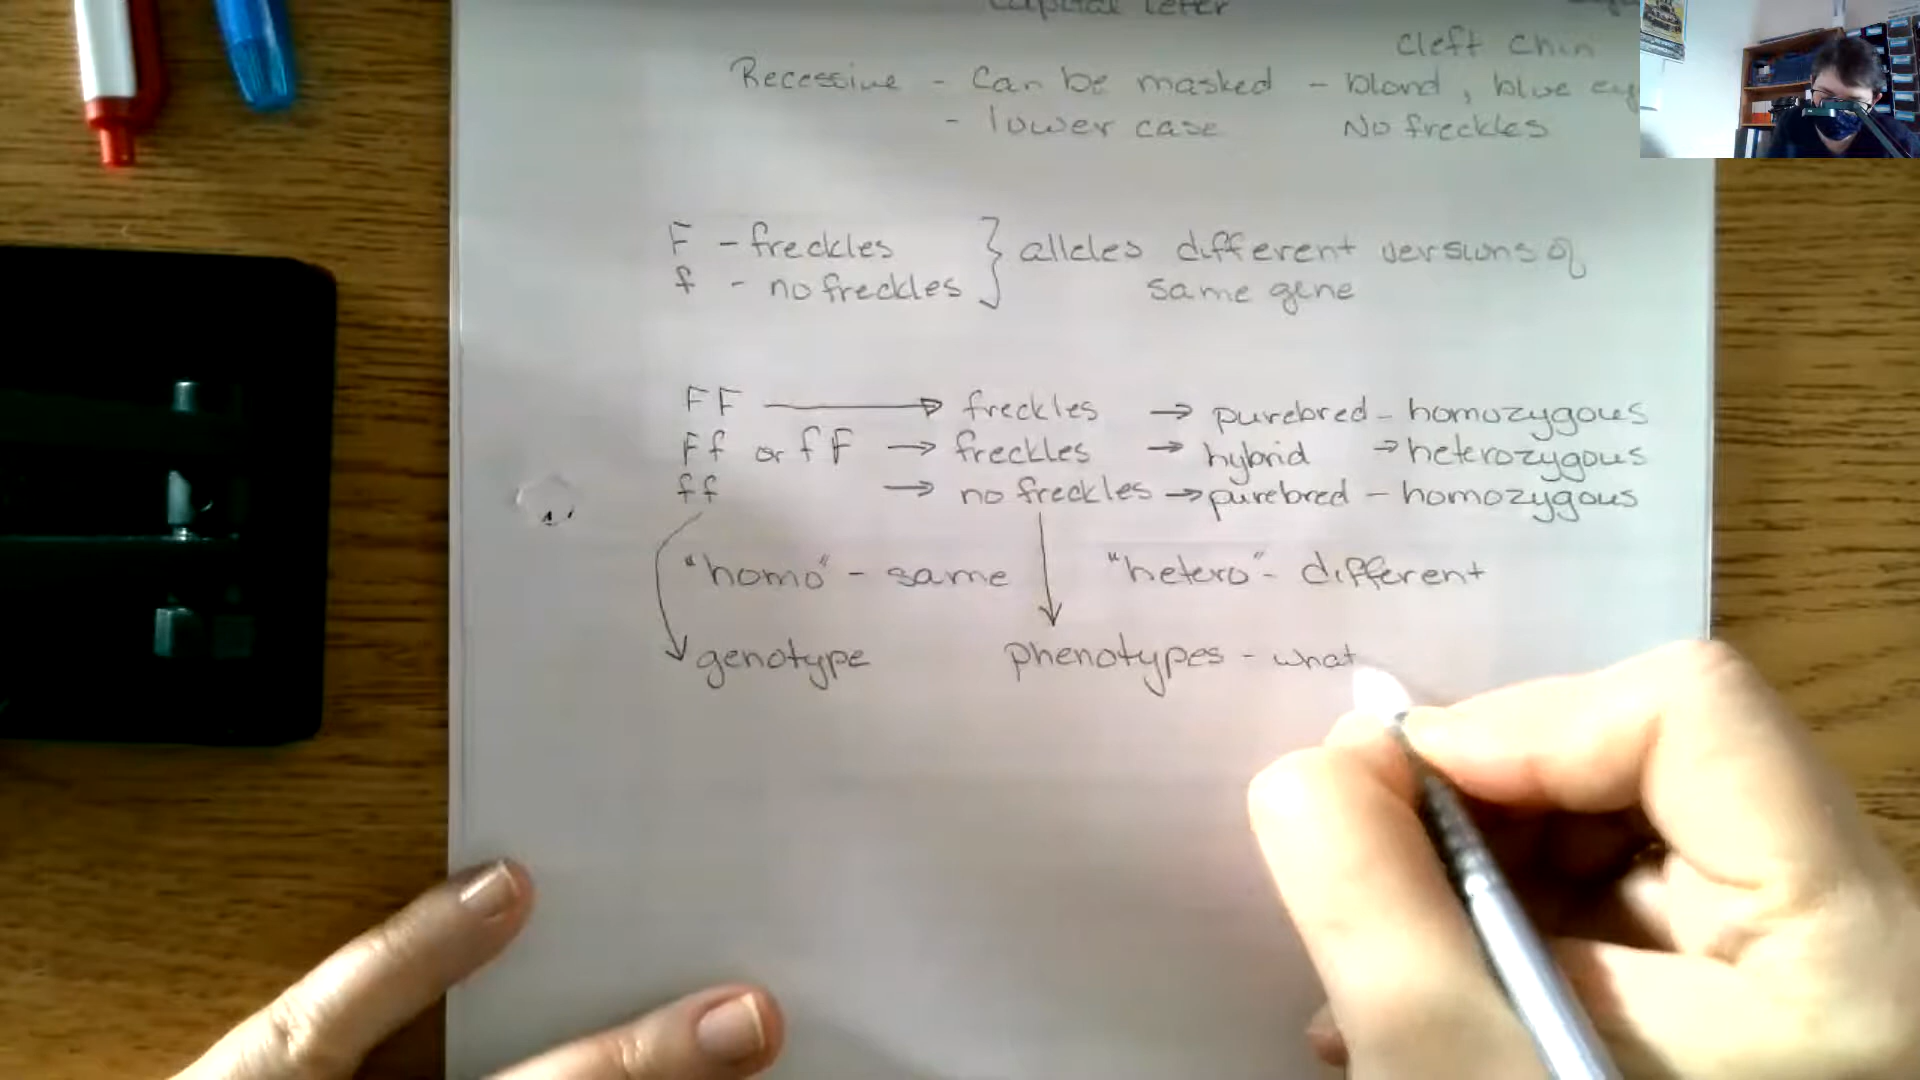 capital letter
cleft chin
Recessive - can be masked - blond, blue
- lower case No freckles
F - freckles } alleles different versions of
f - no freckles same gene
FF → freckles → purebred - homozygous
Ff or fF → freckles → hybrid → heterozygous
ff → no freckles → purebred - homozygous
"homo" - same "hetero" - different
genotype phenotypes - what